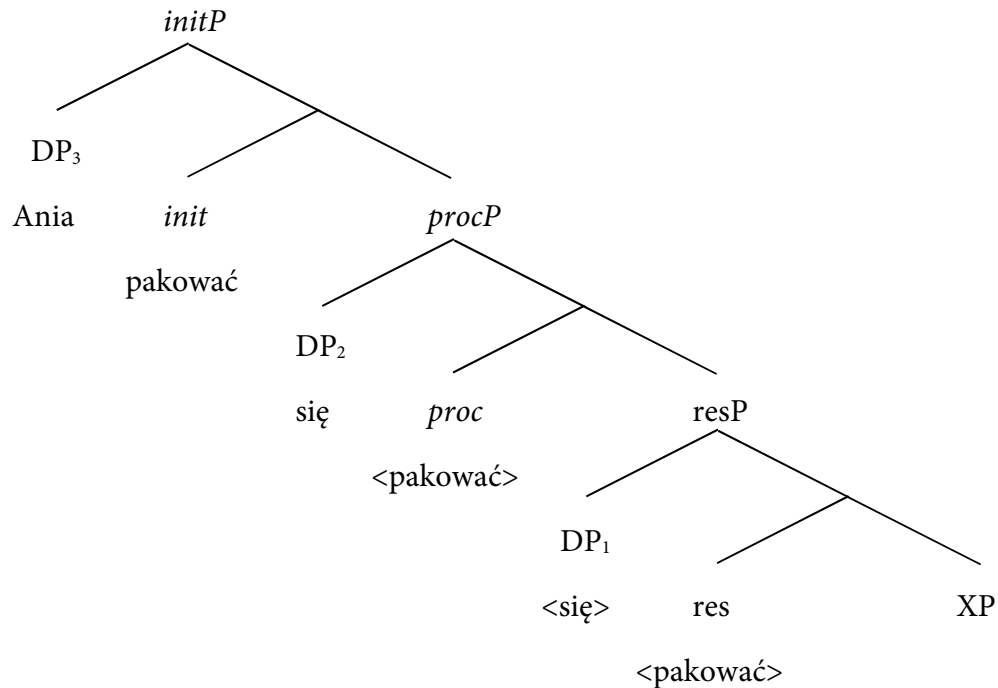 initP
DP₃
Ania init procP
pakować
DP₂
się proc resP
<pakować>
DP₁
<się> res XP
<pakować>